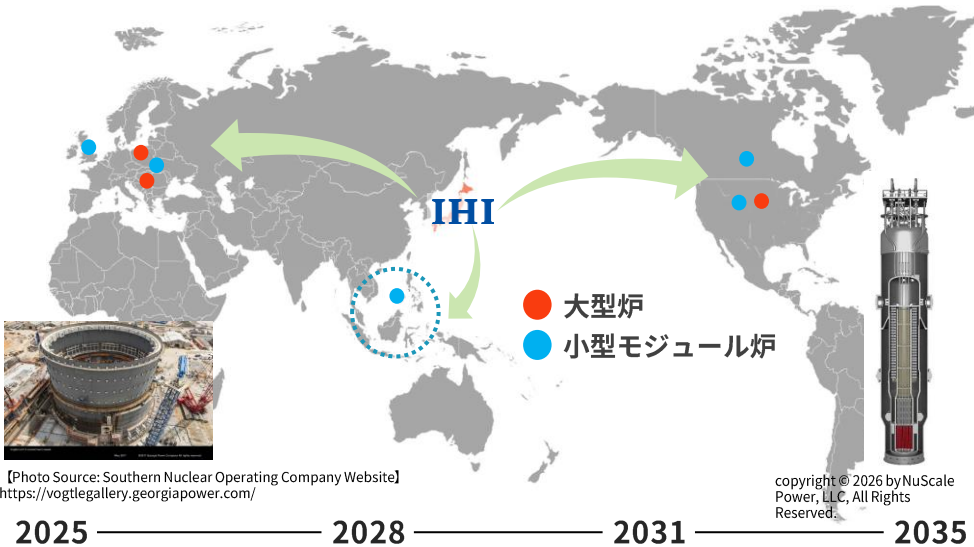 IHI
大型炉
小型モジュール炉
【Photo Source: Southern Nuclear Operating Company Website】
https://vogtlegallery.georgiapower.com/
copyright © 2026 by NuScale
Power, LLC, All Rights
Reserved.
2025
2028
2031
2035